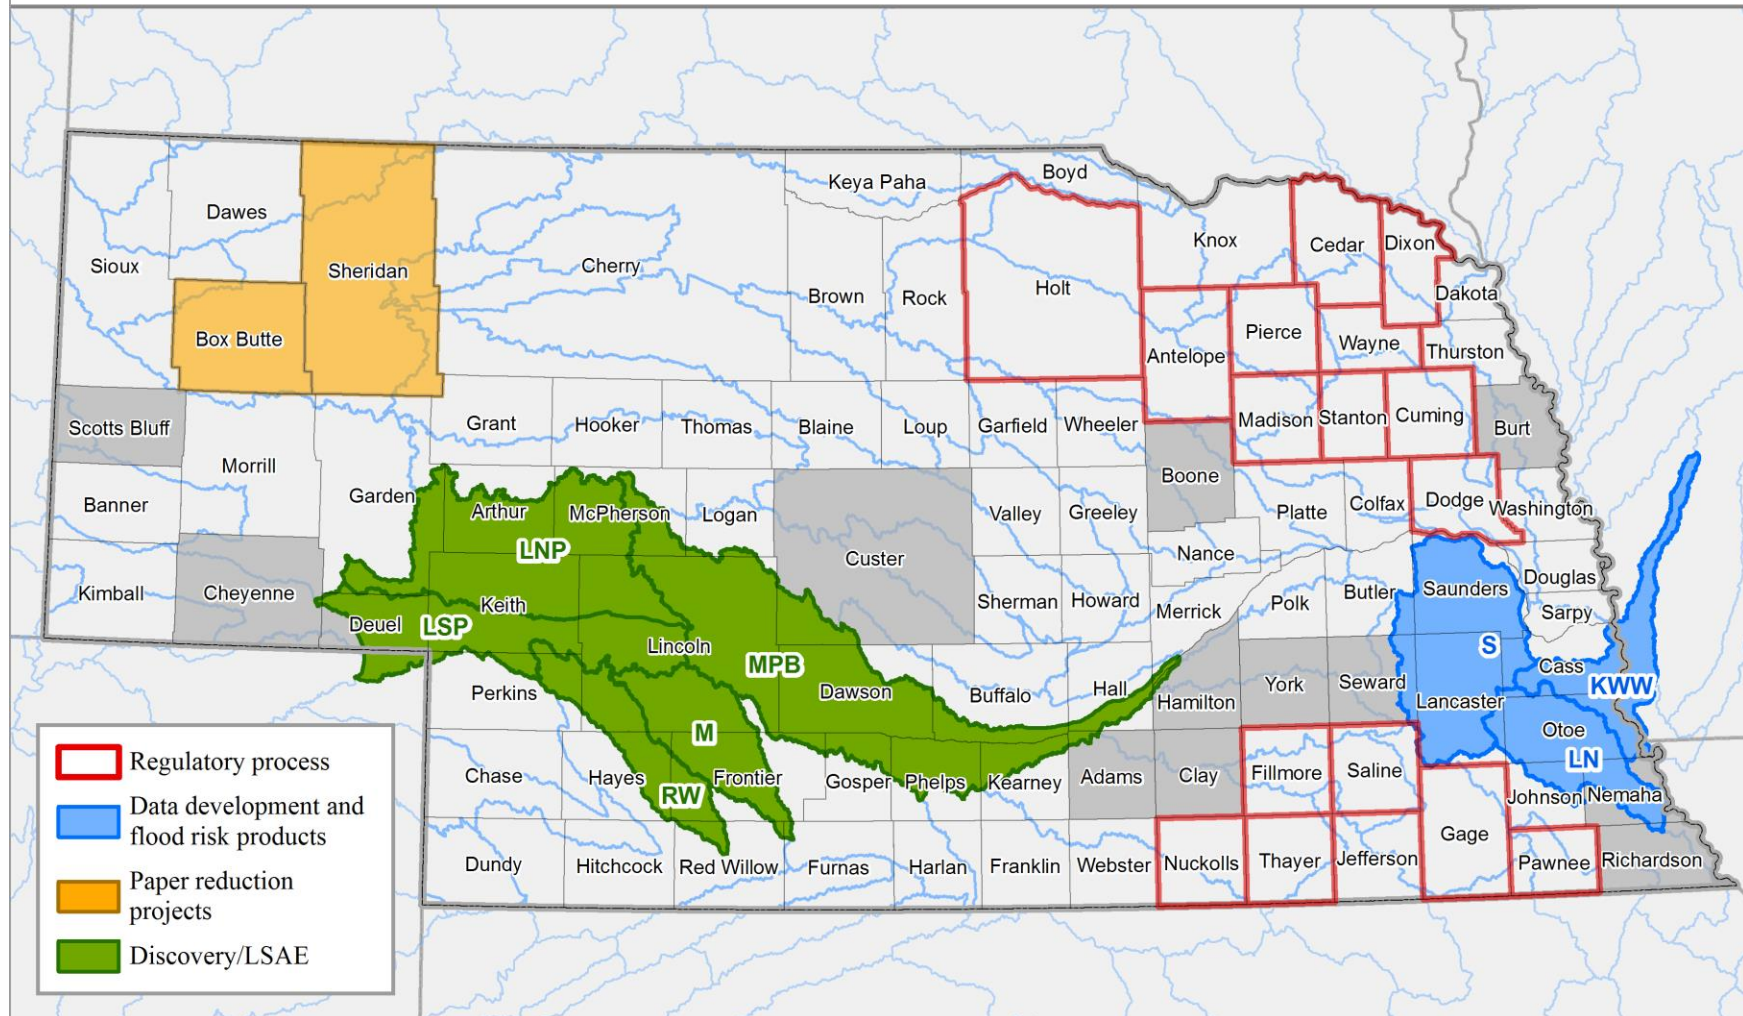 Boyd
Keya Paha
Dawes
Knox
Cedar
Dixon
Sioux
Sheridan
Cherry
Holt
Brown
Rock
Dakota
Box Butte
Pierce
Wayne
Antelope
Thurston
Scotts Bluff
Grant
Hooker
Thomas
Blaine
Loup
Garfield
Wheeler
Madison
Stanton
Cuming
Burt
Morrill
Boone
Banner
Garden
Arthur
McPherson
Logan
Valley
Greeley
Platte
Colfax
Dodge
Washington
LNP
Custer
Nance
Kimball
Cheyenne
Keith
Sherman
Howard
Merrick
Polk
Butler
Saunders
Douglas
Sarpy
Deuel
LSP
Lincoln
MPB
S
Cass
KWW
Perkins
Dawson
Buffalo
Hall
Hamilton
York
Seward
Lancaster
M
Otoe
LN
Chase
Hayes
RW
Frontier
Gosper
Phelps
Kearney
Adams
Clay
Fillmore
Saline
Johnson
Nemaha
Gage
Dundy
Hitchcock
Red Willow
Furnas
Harlan
Franklin
Webster
Nuckolls
Thayer
Jefferson
Pawnee
Richardson
Regulatory process
Data development and
flood risk products
Paper reduction
projects
Discovery/LSAE